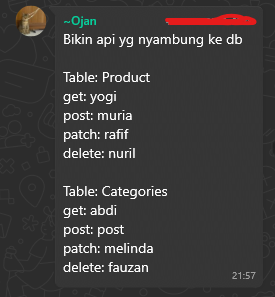 ~Ojan
Bikin api yg nyambung ke db
Table: Product
get: yogi
post: muria
patch: rafif
delete: nuril
Table: Categories
get: abdi
post: post
patch: melinda
delete: fauzan
21:57